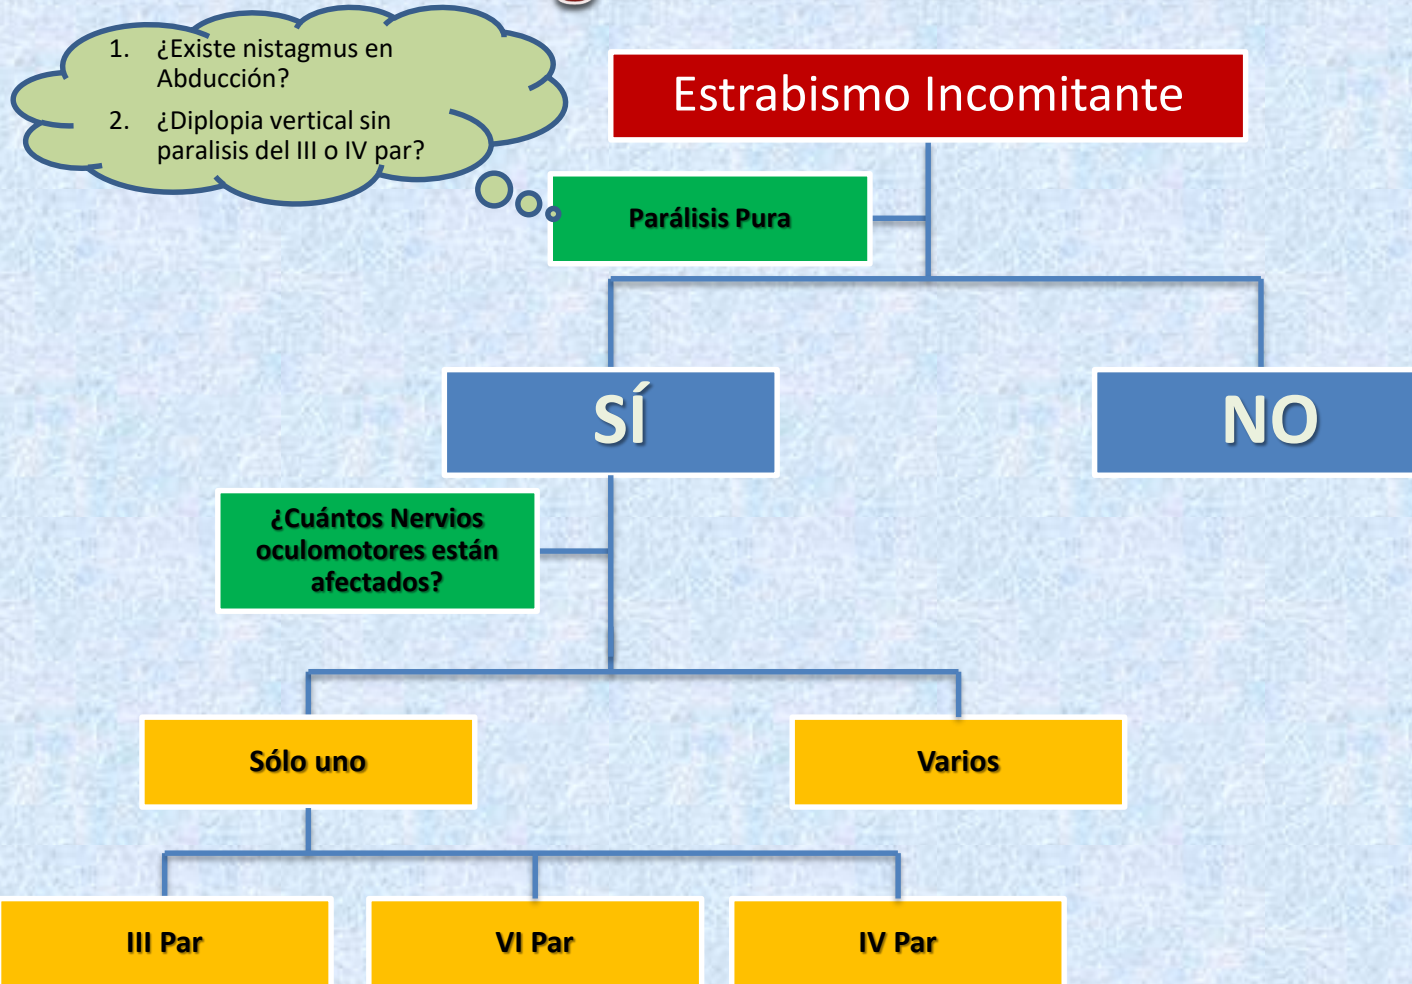 1. ¿Existe nistagmus en
Abducción?
2. ¿Diplopia vertical sin
paralisis del III o IV par?
Estrabismo Incomitante
Parálisis Pura
SÍ
NO
¿Cuántos Nervios
oculomotores están
afectados?
Sólo uno
Varios
III Par
VI Par
IV Par